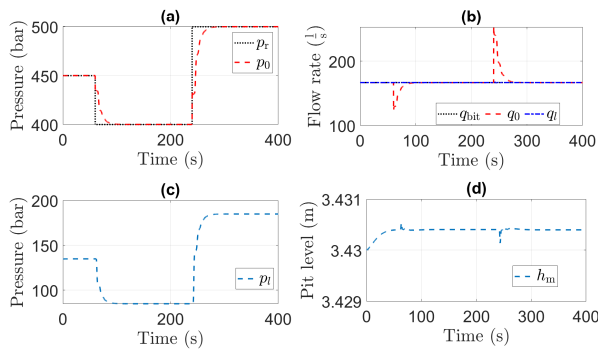 (a)
Pressure (bar)
500
450
400
0
200
400
Time (s)
p_r
p_0
(b)
Flow rate (l/s)
200
100
0
100
200
300
400
Time (s)
q_bit q_0 q_l
(c)
Pressure (bar)
200
150
100
0
200
400
Time (s)
p_l
(d)
Pit level (m)
3.431
3.43
3.429
0
100
200
300
400
Time (s)
h_m